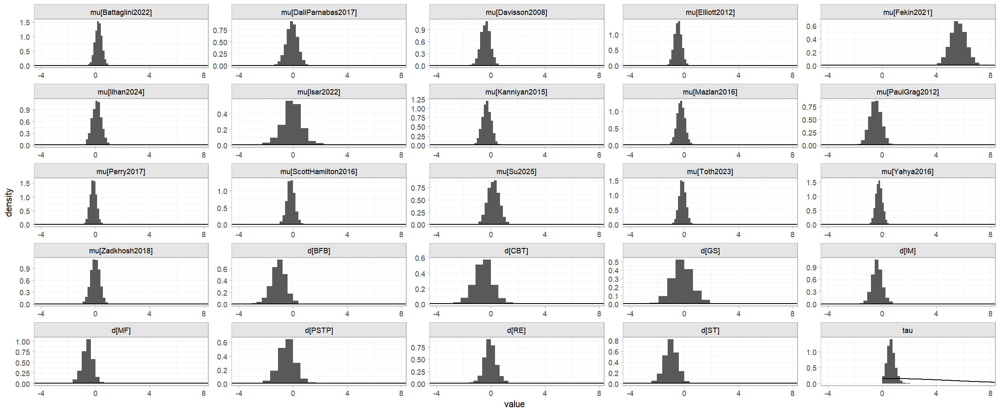 density
mu[Battaglini2022]
1.5
1.0
0.5
0.0
-4 0 4 8
mu[DaliParnabas2017]
0.75
0.50
0.25
0.00
-4 0 4 8
mu[Davisson2008]
0.9
0.6
0.3
0.0
-4 0 4 8
mu[Elliott2012]
1.0
0.5
0.0
-4 0 4 8
mu[Fekin2021]
0.6
0.4
0.2
0.0
-4 0 4 8
mu[Ilhan2024]
0.9
0.6
0.3
0.0
-4 0 4 8
mu[Isar2022]
0.4
0.2
0.0
-4 0 4 8
mu[Kanniyan2015]
1.25
1.00
0.75
0.50
0.25
0.00
-4 0 4 8
mu[Mazlan2016]
1.0
0.5
0.0
-4 0 4 8
mu[PaulGrag2012]
0.75
0.50
0.25
0.00
-4 0 4 8
mu[Perry2017]
1.5
1.0
0.5
0.0
-4 0 4 8
mu[ScottHamilton2016]
1.0
0.5
0.0
-4 0 4 8
mu[Su2025]
0.75
0.50
0.25
0.00
-4 0 4 8
mu[Toth2023]
1.5
1.0
0.5
0.0
-4 0 4 8
mu[Yahya2016]
1.5
1.0
0.5
0.0
-4 0 4 8
mu[Zadkhosh2018]
0.9
0.6
0.3
0.0
-4 0 4 8
d[BFB]
0.6
0.4
0.2
0.0
-4 0 4 8
d[CBT]
0.6
0.4
0.2
0.0
-4 0 4 8
d[GS]
0.5
0.4
0.3
0.2
0.1
0.0
-4 0 4 8
d[IM]
0.9
0.6
0.3
0.0
-4 0 4 8
d[MF]
1.00
0.75
0.50
0.25
0.00
-4 0 4 8
d[PSTP]
0.6
0.4
0.2
0.0
-4 0 4 8
d[RE]
0.75
0.50
0.25
0.00
-4 0 4 8
d[ST]
0.8
0.6
0.4
0.2
0.0
-4 0 4 8
tau
1.0
0.5
0.0
-4 0 4 8
value